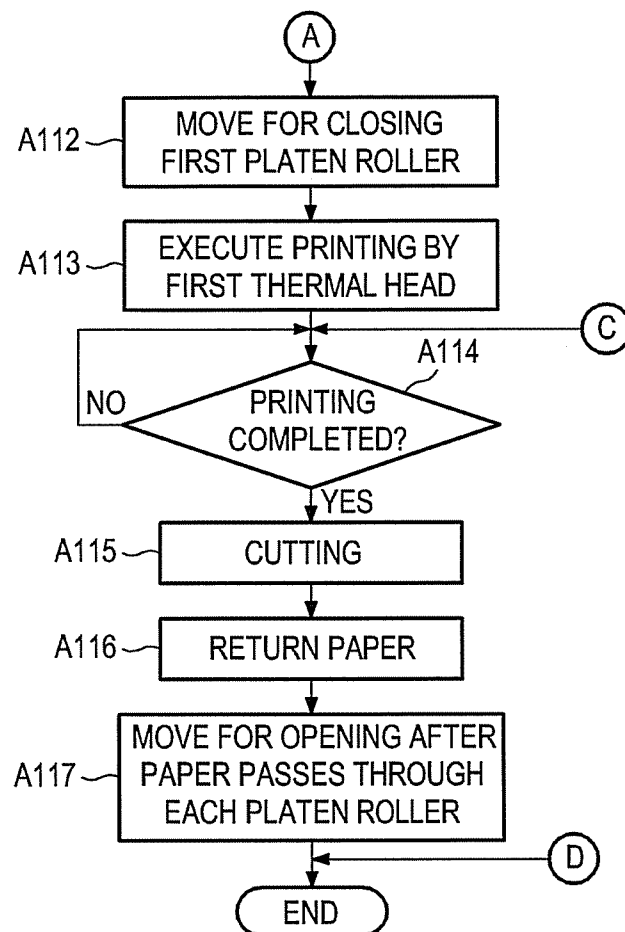 A
A112
MOVE FOR CLOSING
FIRST PLATEN ROLLER
A113
EXECUTE PRINTING BY
FIRST THERMAL HEAD
C
A114
NO
PRINTING
COMPLETED?
YES
A115
CUTTING
A116
RETURN PAPER
A117
MOVE FOR OPENING AFTER
PAPER PASSES THROUGH
EACH PLATEN ROLLER
D
END